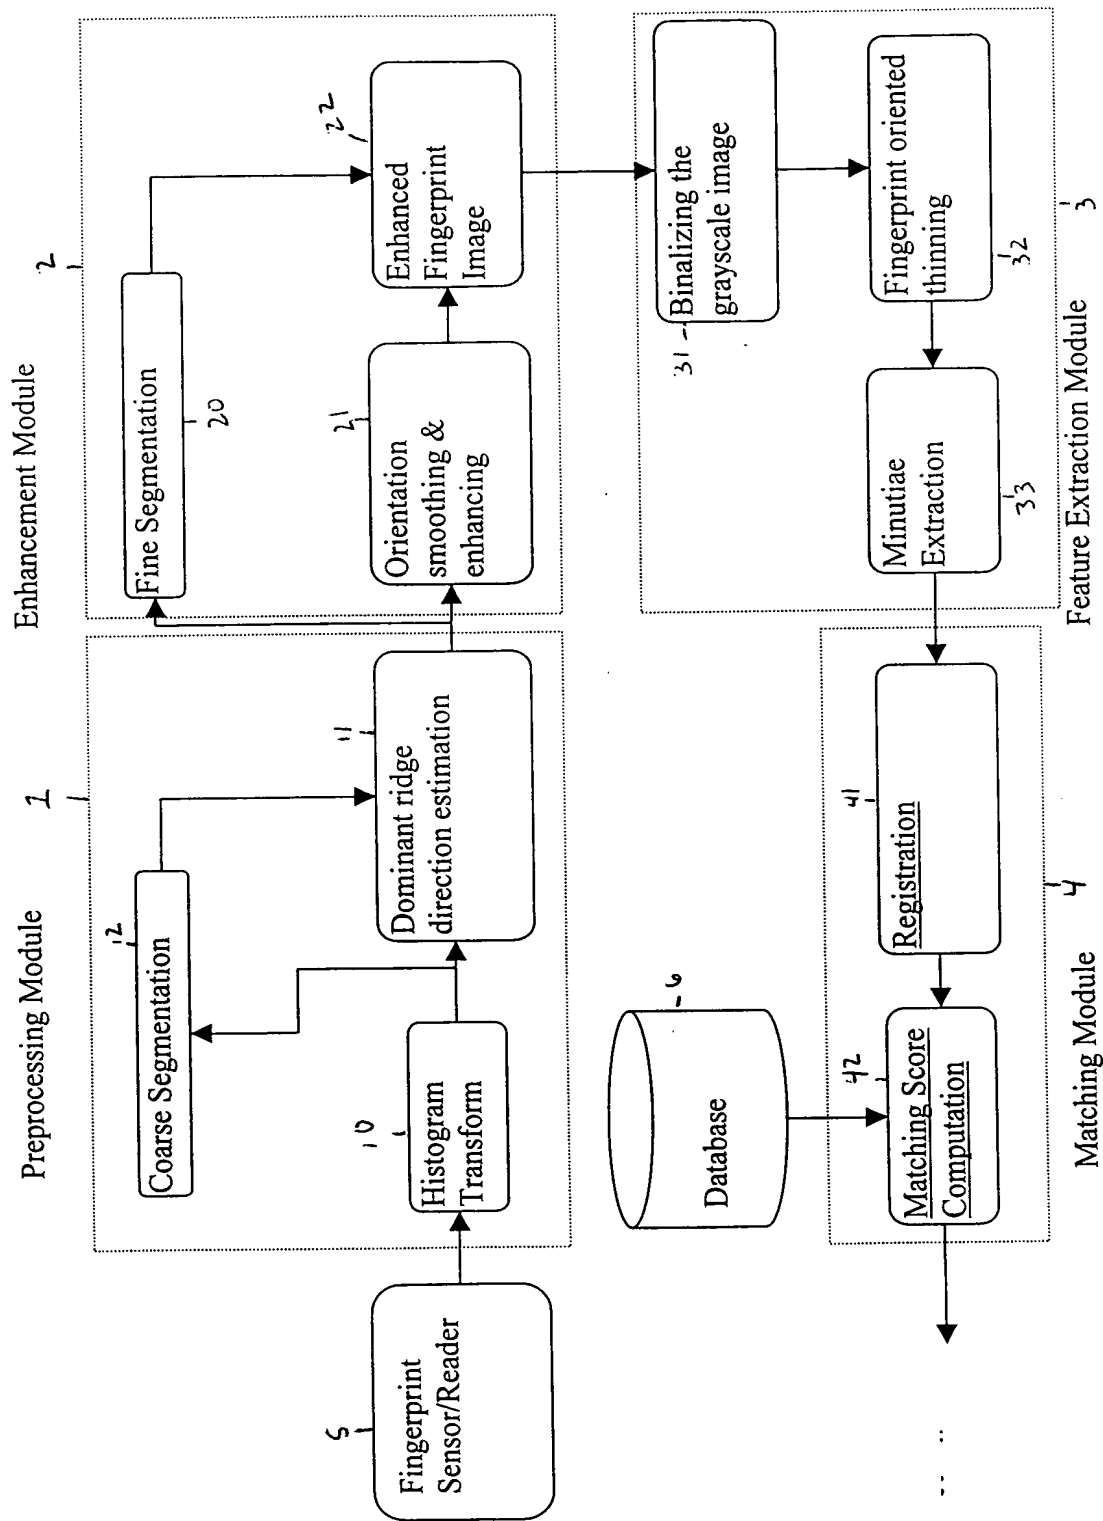 Preprocessing Module
Enhancement Module
1
2
12
Coarse Segmentation
Fine Segmentation
20
5
Fingerprint
Sensor/Reader
10
Histogram
Transform
11
Dominant ridge
direction estimation
21
Orientation
smoothing &
enhancing
22
Enhanced
Fingerprint
Image
6
Database
31
Binalizing the
grayscale image
42
Matching Score
Computation
41
Registration
Minutiae
Extraction
33
Fingerprint oriented
thinning
32
4
3
Matching Module
Feature Extraction Module